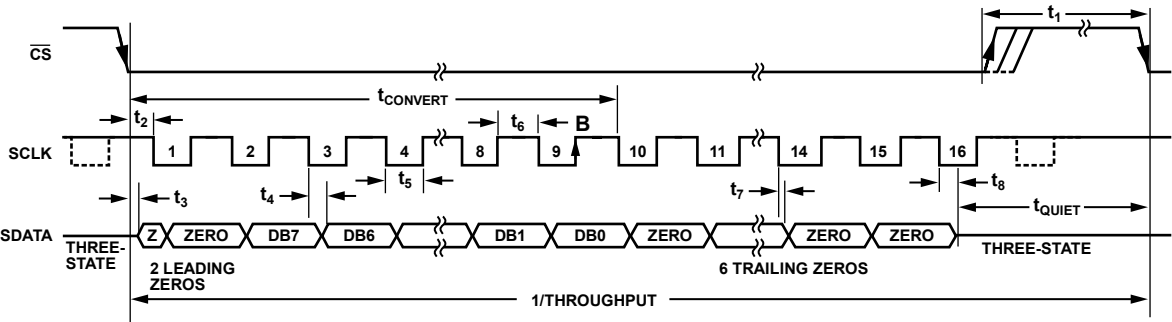 t1
CS
tCONVERT
t2
t6
B
SCLK
1 2 3 4 8 9 10 11 14 15 16
t3
t4
t5
t7
t8
tQUIET
SDATA
Z ZERO DB7 DB6 DB1 DB0 ZERO ZERO ZERO
THREE-
STATE
THREE-STATE
2 LEADING
ZEROS
6 TRAILING ZEROS
1/THROUGHPUT